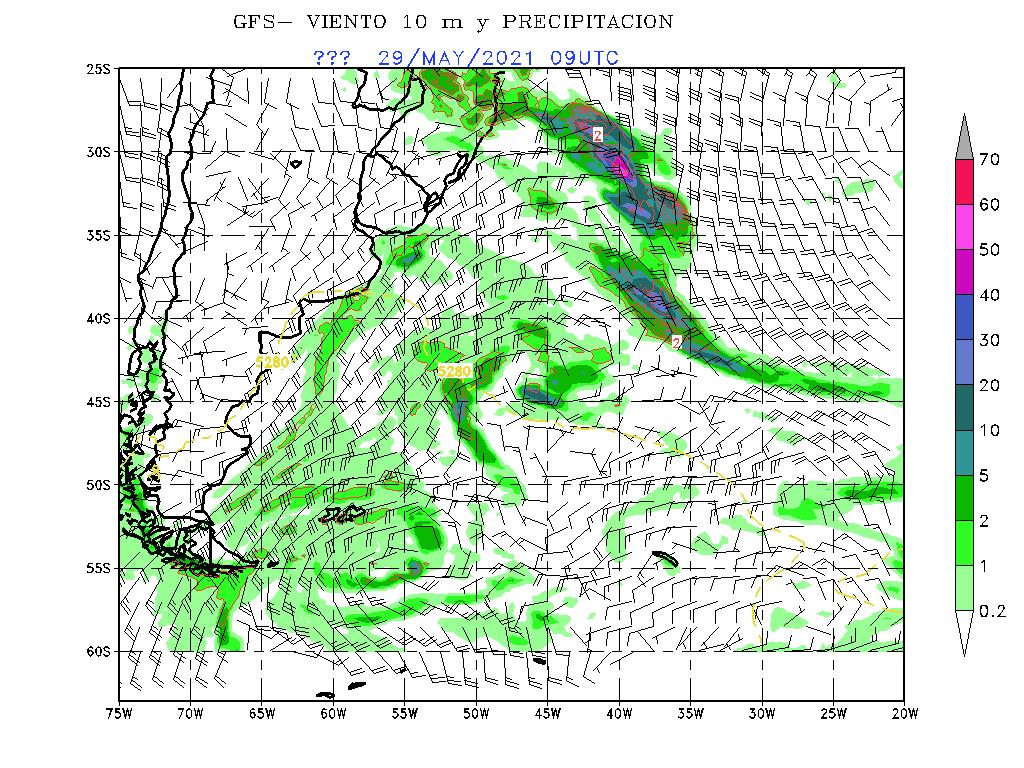 GFS— VIENTO 10 m y PRECIPITACION
??? 29/MAY/2021 09UTC
25S
30S
35S
40S
45S
50S
55S
60S
75W 70W 65W 60W 55W 50W 45W 40W 35W 30W 25W 20W
2
2
5280
5280
70
60
50
40
30
20
10
5
2
1
0.2